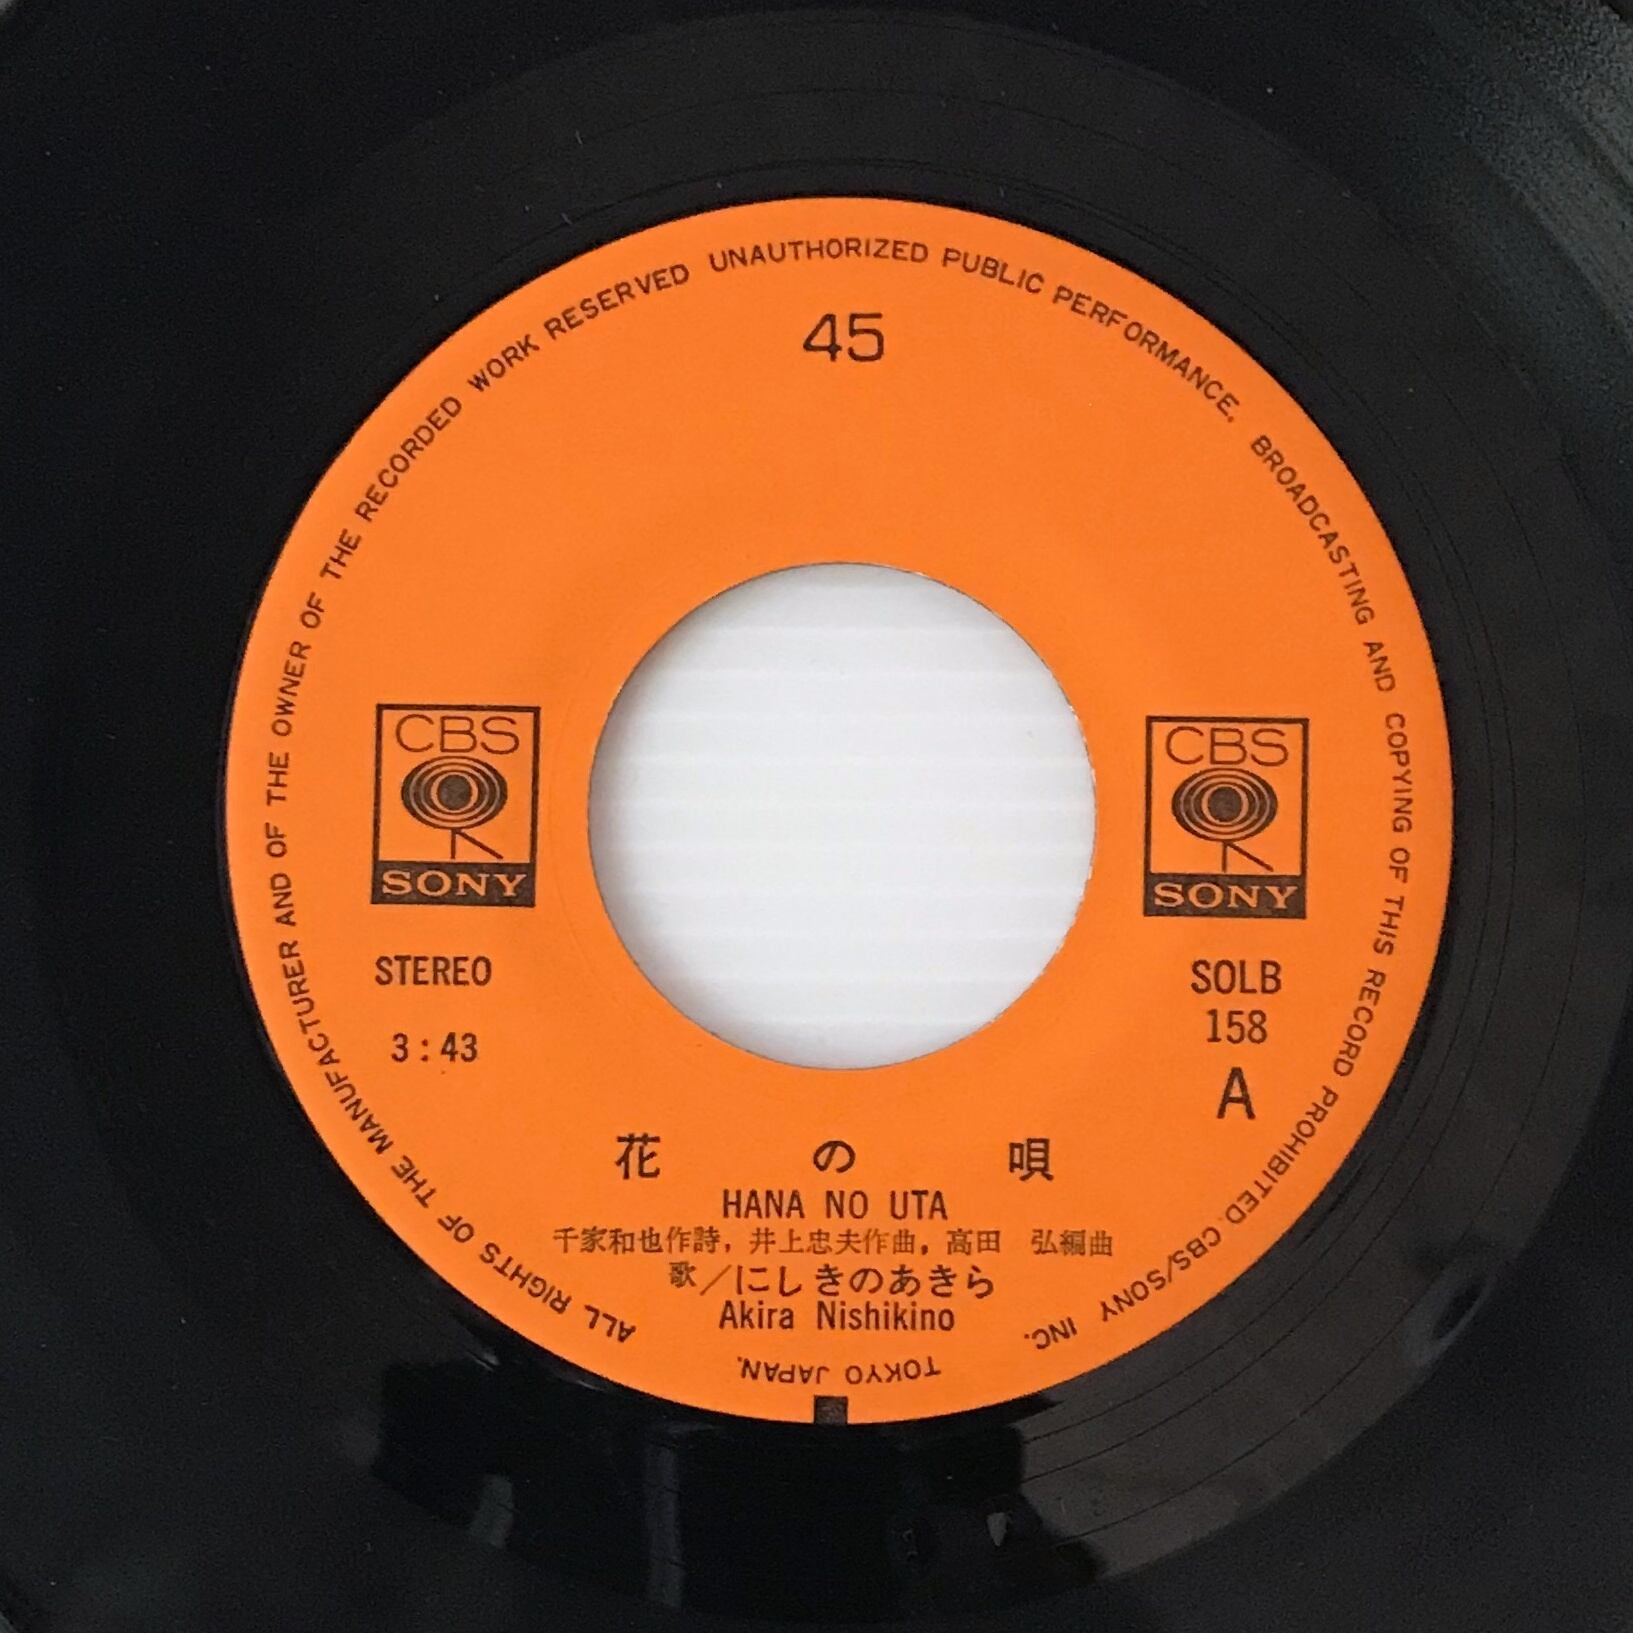 ALL RIGHTS OF THE MANUFACTURER AND OF THE OWNER OF THE RECORDED WORK RESERVED UNAUTHORIZED PUBLIC PERFORMANCE. BROADCASTING AND COPYING OF THIS RECORD PROHIBITED. CBS/SONY INC.
TOKYO JAPAN.
45
CBS
SONY
CBS
SONY
STEREO
3:43
SOLB
158
A
花の唄
HANA NO UTA
千家和也作詩，井上忠夫作曲，高田　弘編曲
歌／にしきのあきら
Akira Nishikino